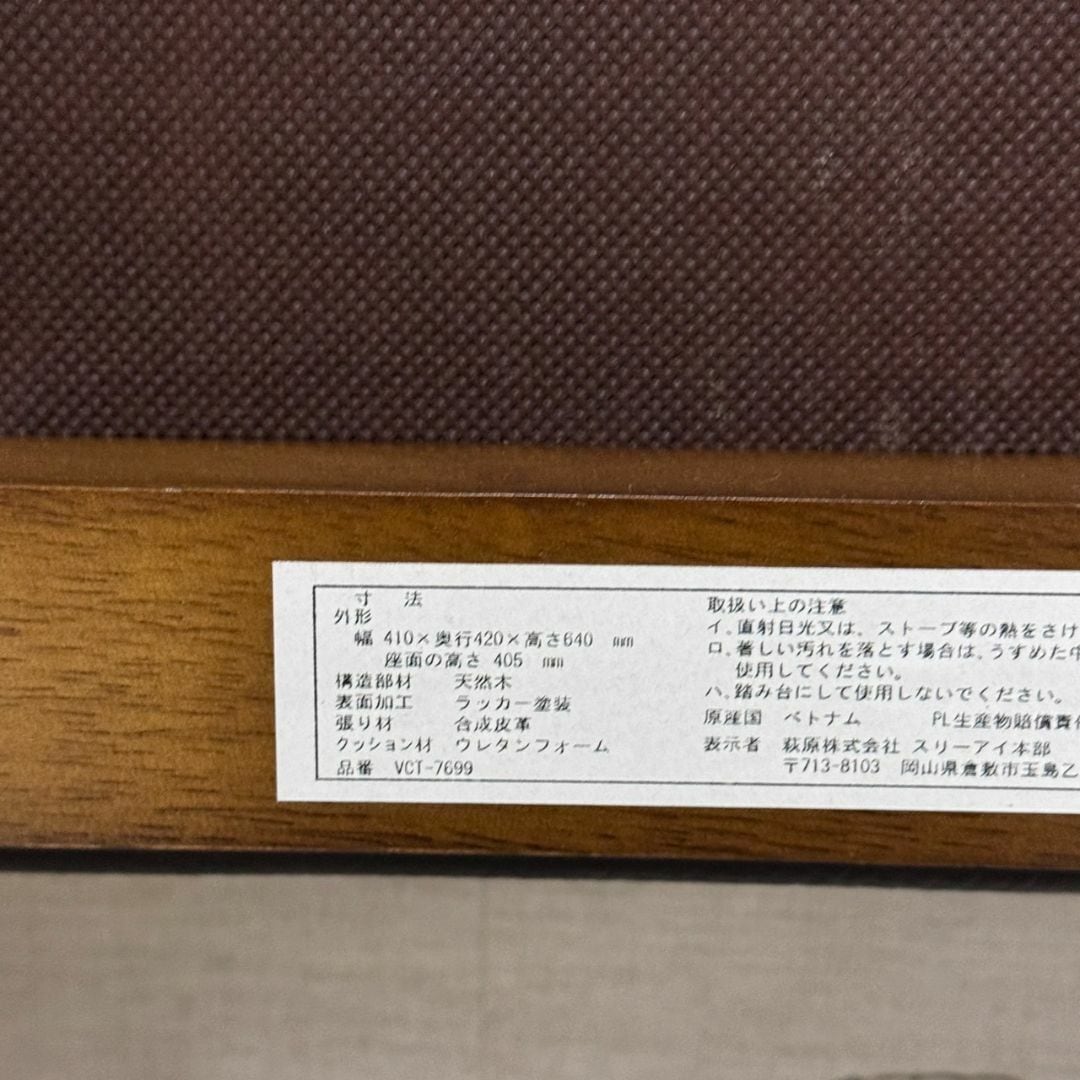 寸 法
外形
幅 410×奥行420×高さ640 mm
座面の高さ 405 mm
構造部材 天然木
表面加工 ラッカー塗装
張り材 合成皮革
クッション材 ウレタンフォーム
品番 VCT-7699
取扱い上の注意
イ.直射日光又は、ストーブ等の熱をさけ
ロ.著しい汚れを落とす場合は、うすめた中
使用してください。
ハ.踏み台にして使用しないでください。
原産国 ベトナム PL生産物賠償責任
表示者 萩原株式会社 スリーアイ本部
〒713-8103 岡山県倉敷市玉島乙